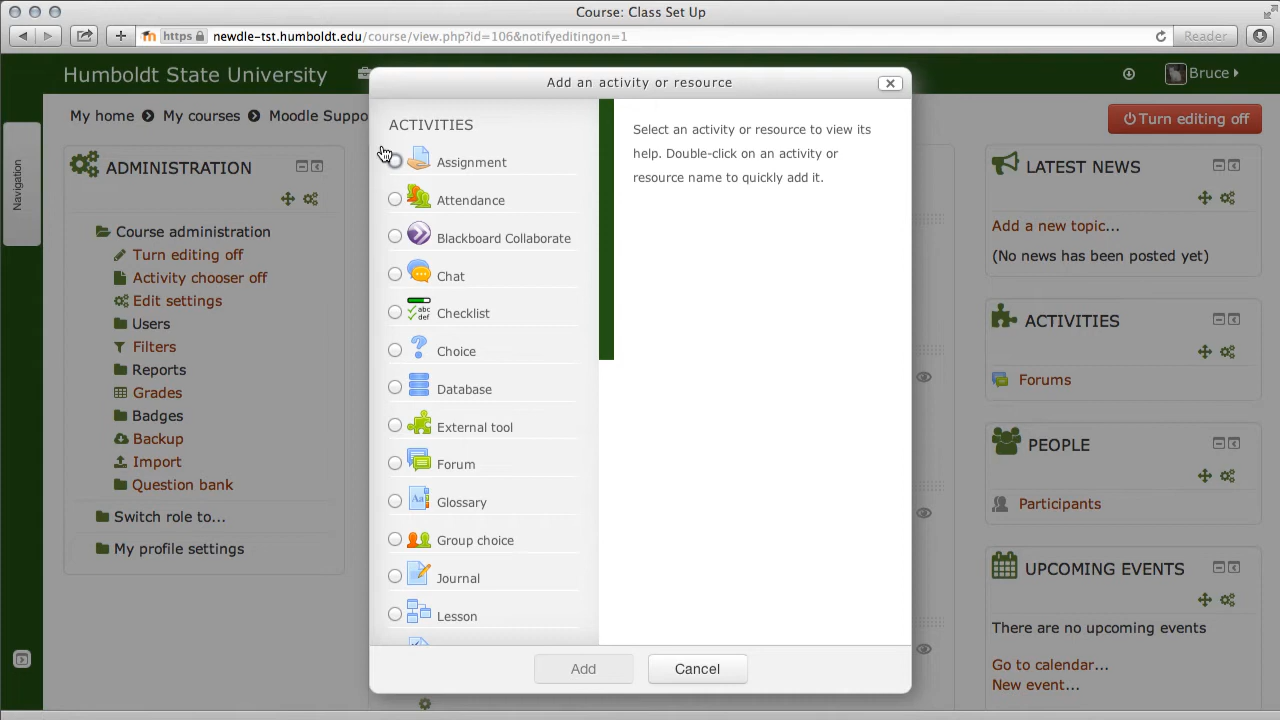 Course: Class Set Up
https newdle-tst.humboldt.edu/course/view.php?id=106&notifyeditingon=1
Reader
Humboldt State University
Bruce
My home
My courses
Moodle Suppo
Turn editing off
Navigation
ADMINISTRATION
Course administration
Turn editing off
Activity chooser off
Edit settings
Users
Filters
Reports
Grades
Badges
Backup
Import
Question bank
Switch role to...
My profile settings
Add an activity or resource
ACTIVITIES
Assignment
Attendance
Blackboard Collaborate
Chat
abc
def
Checklist
Choice
Database
External tool
Forum
Aa
Glossary
Group choice
Journal
Lesson
Select an activity or resource to view its
help. Double-click on an activity or
resource name to quickly add it.
Add
Cancel
LATEST NEWS
Add a new topic...
(No news has been posted yet)
ACTIVITIES
Forums
PEOPLE
Participants
UPCOMING EVENTS
There are no upcoming events
Go to calendar...
New event...